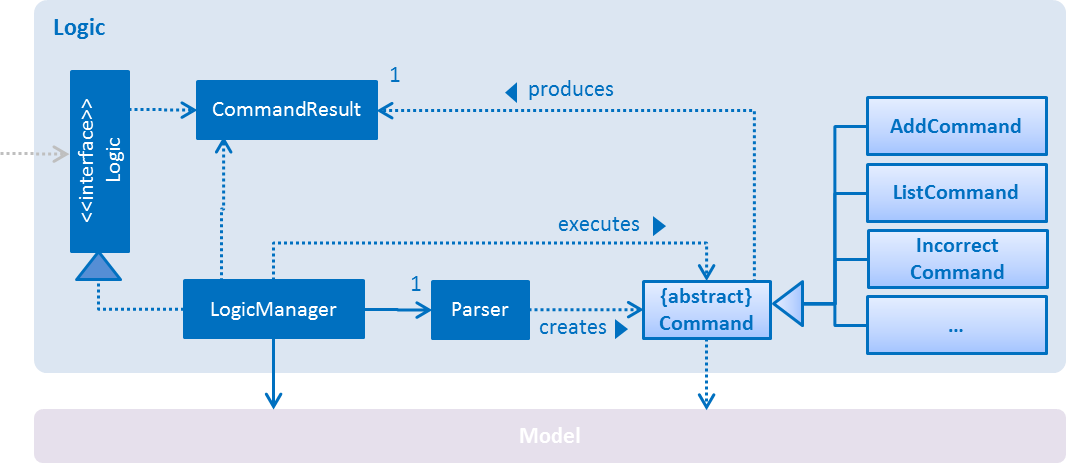 Logic
<<interface>>
Logic
CommandResult
1
produces
AddCommand
ListCommand
executes
Incorrect
Command
LogicManager
1
Parser
creates
{abstract}
Command
...
Model